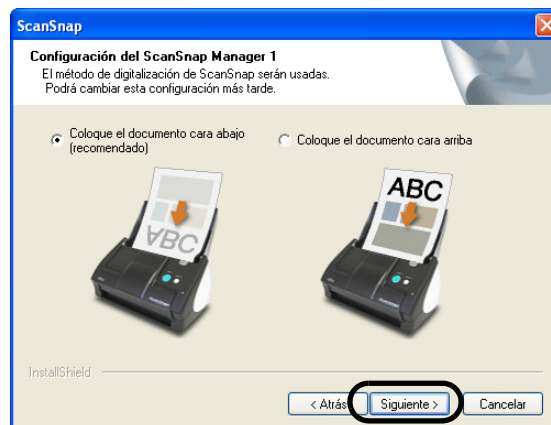 ScanSnap
Configuración del ScanSnap Manager 1
El método de digitalización de ScanSnap serán usadas.
Podrá cambiar esta configuración más tarde.
Coloque el documento cara abajo
(recomendado)
Coloque el documento cara arriba
ABC
ABC
InstallShield
< Atrás
Siguiente >
Cancelar